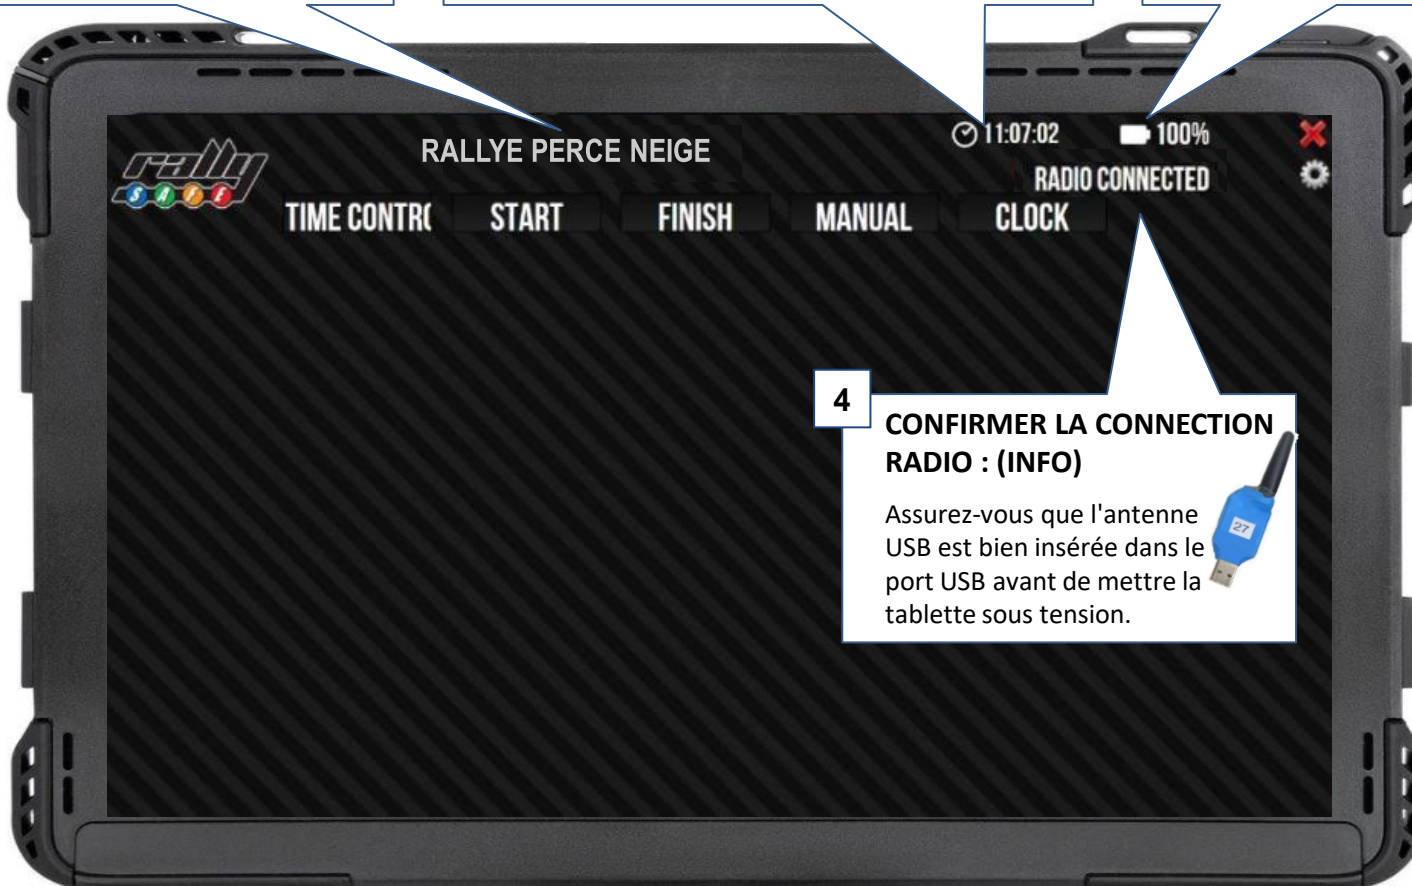 RALLYE PERCE NEIGE
11:07:02
100%
rally
SAFE
RADIO CONNECTED
TIME CONTR(
START
FINISH
MANUAL
CLOCK
4
CONFIRMER LA CONNECTION
RADIO : (INFO)
27
Assurez-vous que l'antenne
USB est bien insérée dans le
port USB avant de mettre la
tablette sous tension.